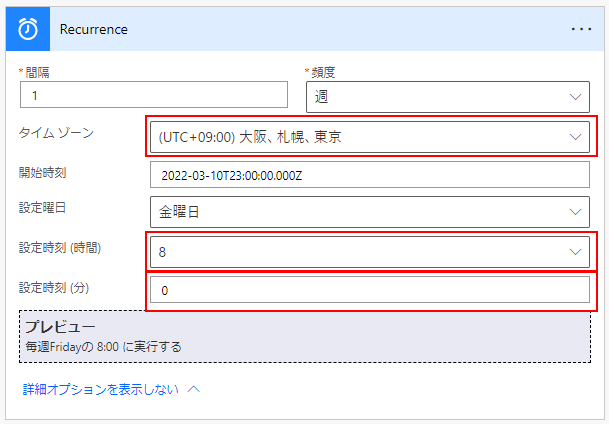 Recurrence
* 間隔
1
* 頻度
週
タイム ゾーン
(UTC+09:00) 大阪、札幌、東京
開始時刻
2022-03-10T23:00:00.000Z
設定曜日
金曜日
設定時刻 (時間)
8
設定時刻 (分)
0
プレビュー
毎週Fridayの 8:00 に実行する
詳細オプションを表示しない